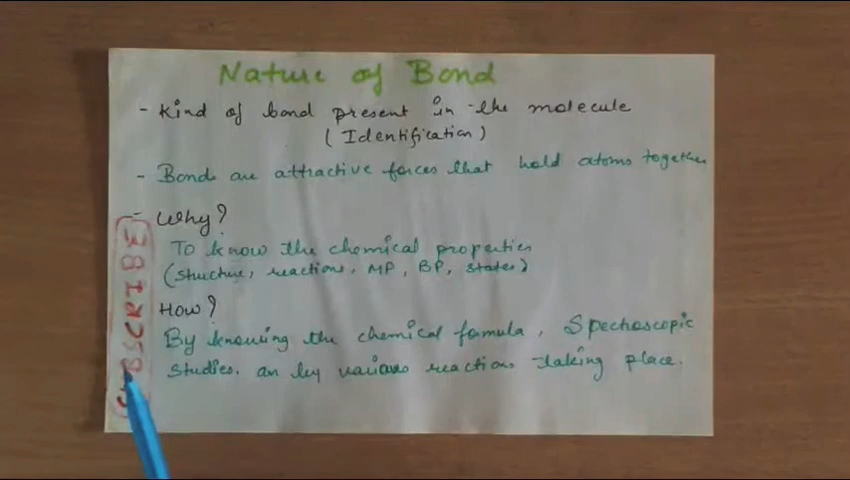 Nature of Bond
- Kind of bond present in the molecule
(Identification)
- Bonds are attractive forces that hold atoms together
- Why?
To know the chemical properties
(structure, reactions, MP, BP, states)
How?
By knowing the chemical formula, Spectroscopic
studies. an by various reactions taking place.
SUBSCRIBE